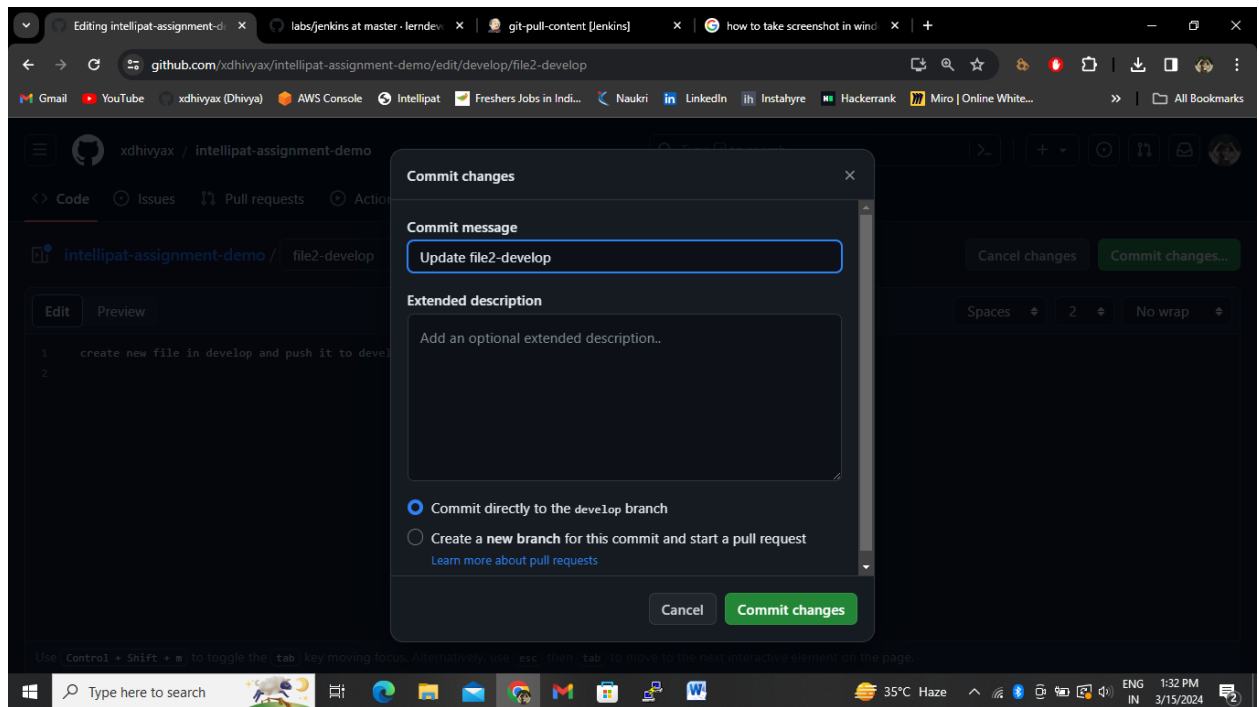 Editing intellipat-assignment-de
labs/jenkins at master · lerndev
git-pull-content [Jenkins]
how to take screenshot in wind
github.com/xdhivyax/intellipat-assignment-demo/edit/develop/file2-develop
Gmail YouTube xdhivyax (Dhivya) AWS Console Intellipat Freshers Jobs in Indi... Naukri Linkedln Instahyre Hackerrank Miro | Online White... » All Bookmarks
xdhivyax / intellipat-assignment-demo
Code Issues Pull requests Action
intellipat-assignment-demo / file2-develop
Cancel changes Commit changes...
Edit Preview
Spaces 2 No wrap
1 create new file in develop and push it to devel
2
Commit changes
Commit message
Update file2-develop
Extended description
Add an optional extended description..
Commit directly to the develop branch
Create a new branch for this commit and start a pull request
Learn more about pull requests
Cancel Commit changes
Use Control + Shift + m to toggle the tab key moving focus. Alternatively, use esc then tab to move to the next interactive element on the page.
Type here to search
35°C Haze
ENG
IN
1:32 PM
3/15/2024
2